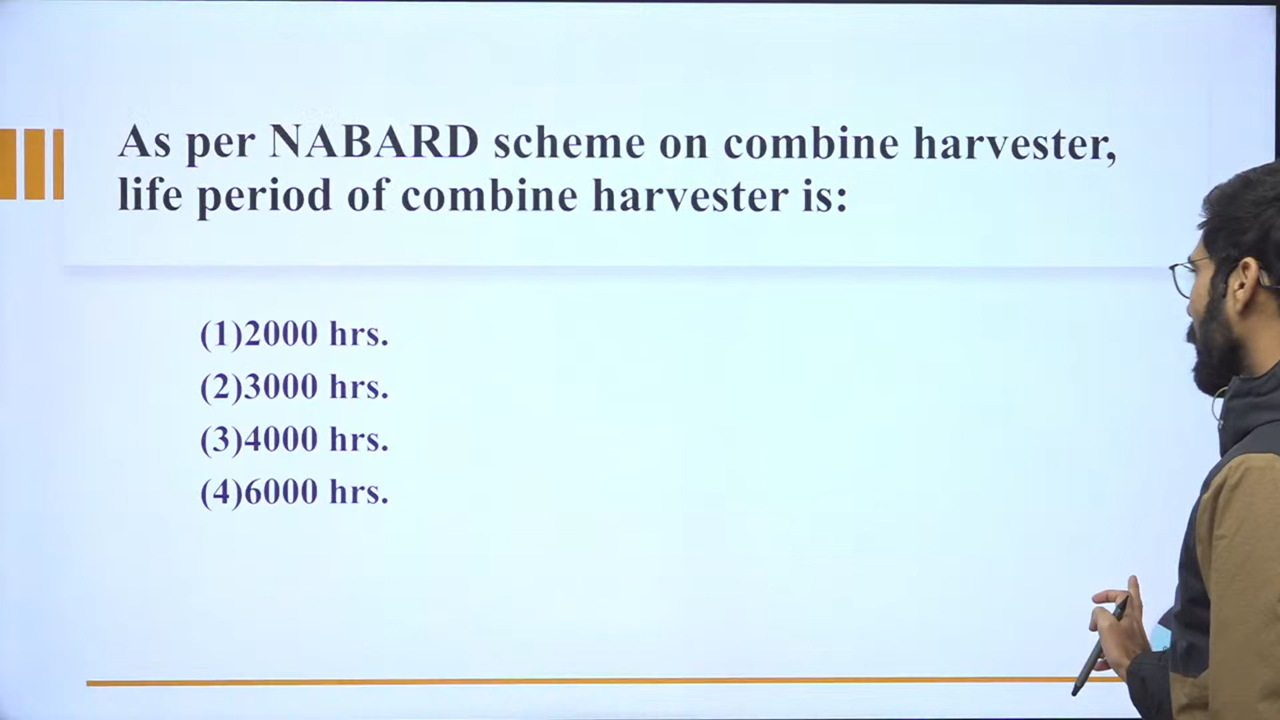 As per NABARD scheme on combine harvester,
life period of combine harvester is:
(1)2000 hrs.
(2)3000 hrs.
(3)4000 hrs.
(4)6000 hrs.